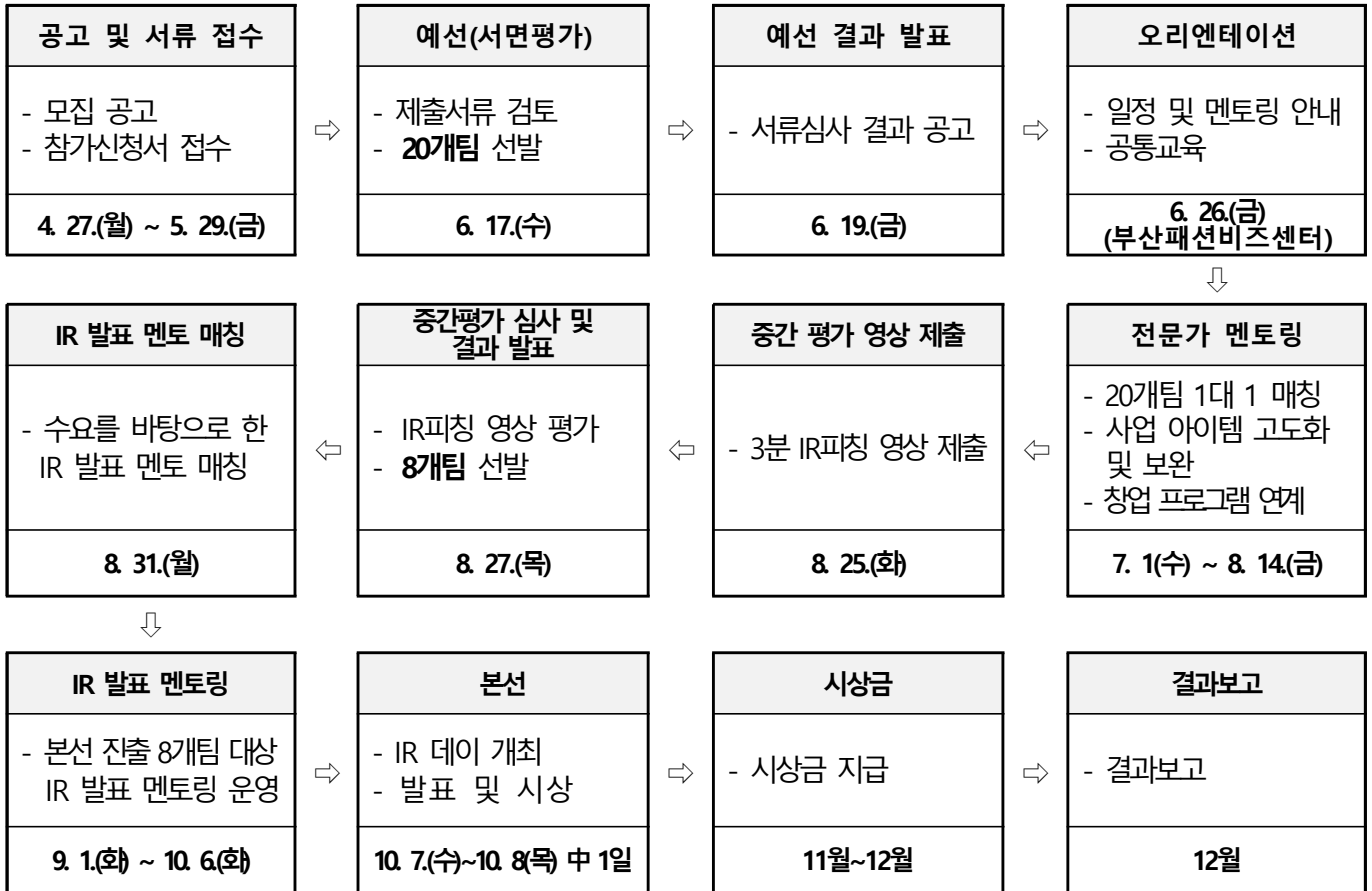 공고 및 서류 접수
- 모집 공고
- 참가신청서 접수
4. 27.(월) ~ 5. 29.(금)
⇨
예선(서면평가)
- 제출서류 검토
- 20개팀 선발
6. 17.(수)
⇨
예선 결과 발표
- 서류심사 결과 공고
6. 19.(금)
⇨
오리엔테이션
- 일정 및 멘토링 안내
- 공통교육
6. 26.(금)
(부산패션비즈센터)
⇩
전문가 멘토링
- 20개팀 1대 1 매칭
- 사업 아이템 고도화
및 보완
- 창업 프로그램 연계
7. 1(수) ~ 8. 14.(금)
⇦
중간 평가 영상 제출
- 3분 IR피칭 영상 제출
8. 25.(화)
⇦
중간평가 심사 및
결과 발표
- IR피칭 영상 평가
- 8개팀 선발
8. 27.(목)
⇦
IR 발표 멘토 매칭
- 수요를 바탕으로 한
IR 발표 멘토 매칭
8. 31.(월)
⇩
IR 발표 멘토링
- 본선 진출 8개팀 대상
IR 발표 멘토링 운영
9. 1.(화) ~ 10. 6.(화)
⇨
본선
- IR 데이 개최
- 발표 및 시상
10. 7.(수)~10. 8(목) 中 1일
⇨
시상금
- 시상금 지급
11월~12월
⇨
결과보고
- 결과보고
12월